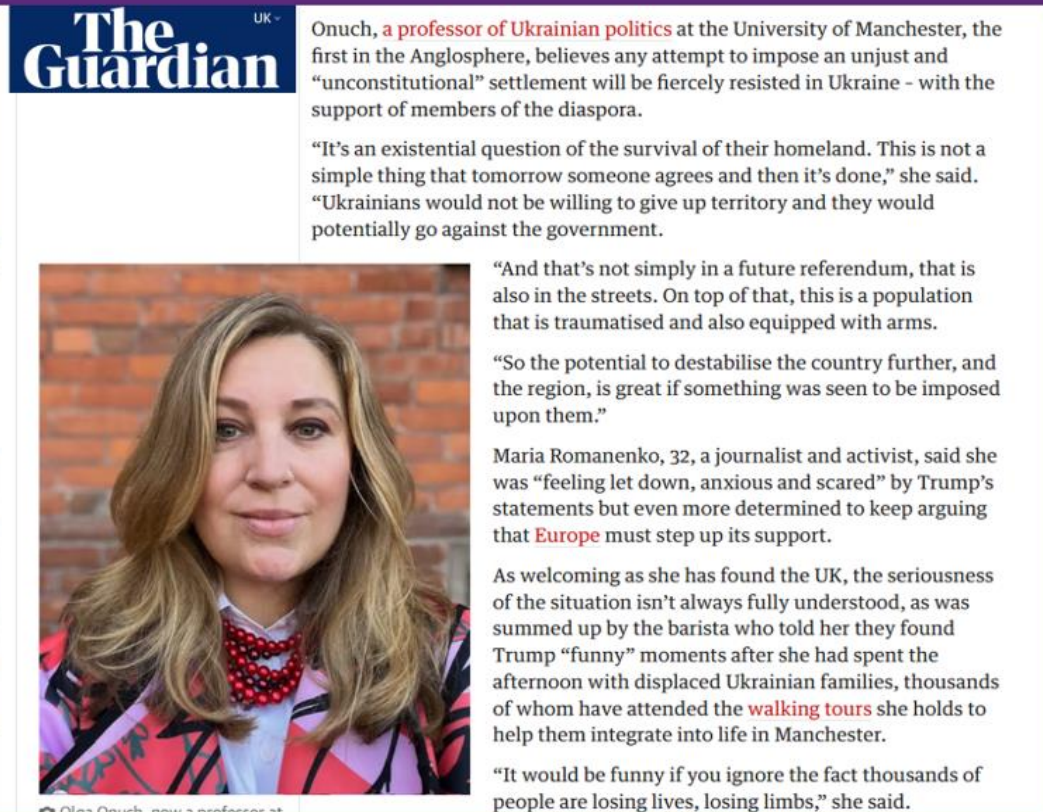 The
Guardian
UK
Onuch, a professor of Ukrainian politics at the University of Manchester, the
first in the Anglosphere, believes any attempt to impose an unjust and
“unconstitutional” settlement will be fiercely resisted in Ukraine – with the
support of members of the diaspora.
“It’s an existential question of the survival of their homeland. This is not a
simple thing that tomorrow someone agrees and then it’s done,” she said.
“Ukrainians would not be willing to give up territory and they would
potentially go against the government.
“And that’s not simply in a future referendum, that is
also in the streets. On top of that, this is a population
that is traumatised and also equipped with arms.
“So the potential to destabilise the country further, and
the region, is great if something was seen to be imposed
upon them.”
Maria Romanenko, 32, a journalist and activist, said she
was “feeling let down, anxious and scared” by Trump’s
statements but even more determined to keep arguing
that Europe must step up its support.
As welcoming as she has found the UK, the seriousness
of the situation isn’t always fully understood, as was
summed up by the barista who told her they found
Trump “funny” moments after she had spent the
afternoon with displaced Ukrainian families, thousands
of whom have attended the walking tours she holds to
help them integrate into life in Manchester.
“It would be funny if you ignore the fact thousands of
people are losing lives, losing limbs,” she said.
Olga Onuch, now a professor at